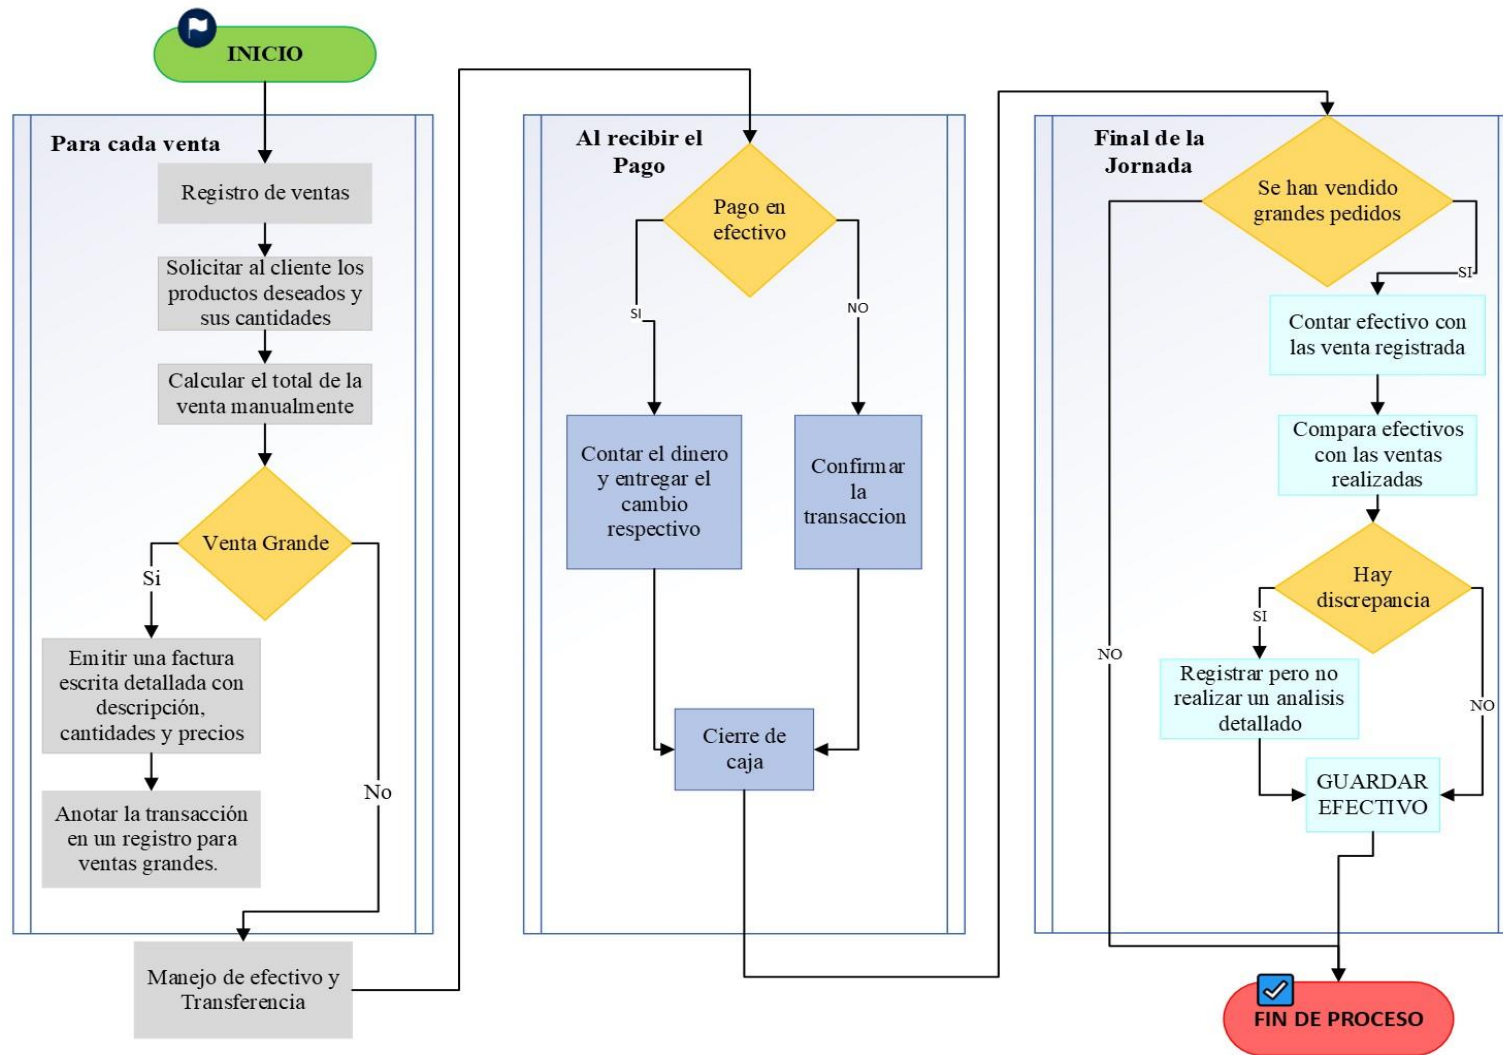 INICIO
Para cada venta
Registro de ventas
Solicitar al cliente los
productos deseados y
sus cantidades
Calcular el total de la
venta manualmente
Venta Grande
Si
No
Emitir una factura
escrita detallada con
descripción,
cantidades y precios
Anotar la transacción
en un registro para
ventas grandes.
Manejo de efectivo y
Transferencia
Al recibir el
Pago
Pago en
efectivo
SI
NO
Contar el dinero
y entregar el
cambio
respectivo
Confirmar
la
transaccion
Cierre de
caja
Final de la
Jornada
Se han vendido
grandes pedidos
SI
NO
Contar efectivo con
las venta registrada
Compara efectivos
con las ventas
realizadas
Hay
discrepancia
SI
NO
Registrar pero no
realizar un analisis
detallado
GUARDAR
EFECTIVO
FIN DE PROCESO